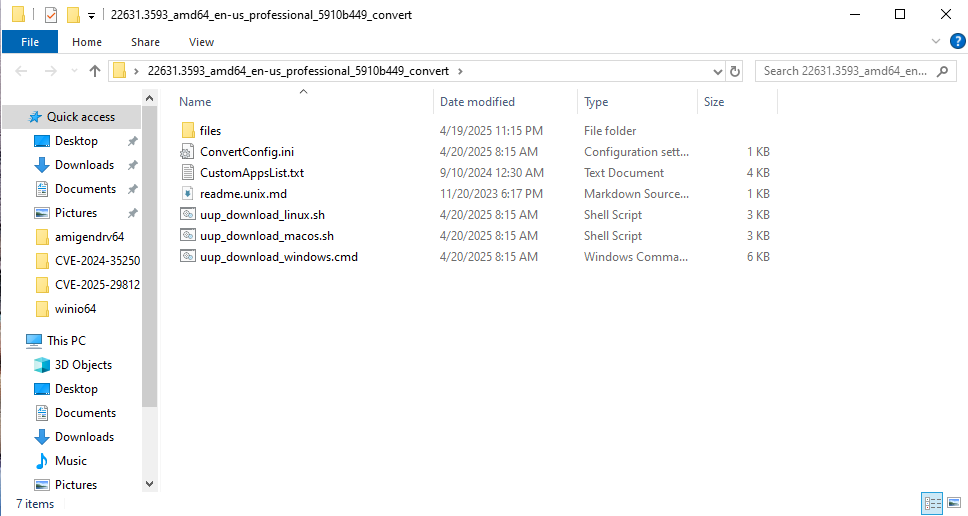 22631.3593_amd64_en-us_professional_5910b449_convert
File Home Share View
22631.3593_amd64_en-us_professional_5910b449_convert
Search 22631.3593_amd64_en...
Name Date modified Type Size
Quick access
Desktop
Downloads
Documents
Pictures
amigendrv64
CVE-2024-35250
CVE-2025-29812
winio64
This PC
3D Objects
Desktop
Documents
Downloads
Music
Pictures
files 4/19/2025 11:15 PM File folder
ConvertConfig.ini 4/20/2025 8:15 AM Configuration sett... 1 KB
CustomAppsList.txt 9/10/2024 12:30 AM Text Document 4 KB
readme.unix.md 11/20/2023 6:17 PM Markdown Source... 1 KB
uup_download_linux.sh 4/20/2025 8:15 AM Shell Script 3 KB
uup_download_macos.sh 4/20/2025 8:15 AM Shell Script 3 KB
uup_download_windows.cmd 4/20/2025 8:15 AM Windows Comma... 6 KB
7 items